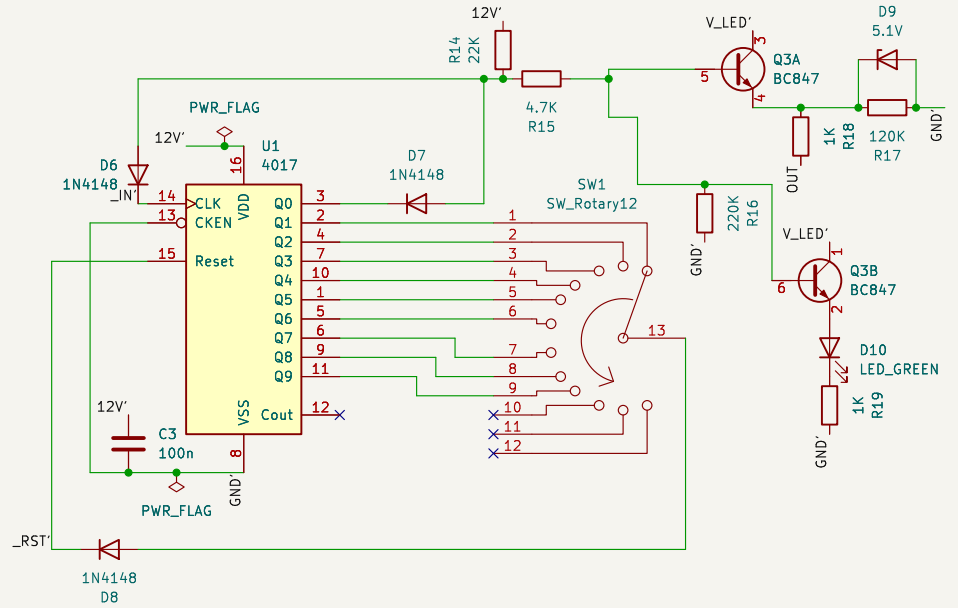 12V'
R14
22K
4.7K
R15
V_LED'
3
5
4
Q3A
BC847
D9
5.1V
1K
R18
120K
R17
GND'
OUT
PWR_FLAG
12V'
16
U1
4017
D6
1N4148
_IN'
D7
1N4148
14
13
15
CLK
CKEN
Reset
VDD
VSS
Q0
Q1
Q2
Q3
Q4
Q5
Q6
Q7
Q8
Q9
Cout
3
2
4
7
10
1
5
6
9
11
12
8
GND'
SW1
SW_Rotary12
1
2
3
4
5
6
7
8
9
10
11
12
13
220K
R16
GND'
V_LED'
1
6
2
Q3B
BC847
D10
LED_GREEN
1K
R19
GND'
12V'
C3
100n
PWR_FLAG
_RST'
1N4148
D8